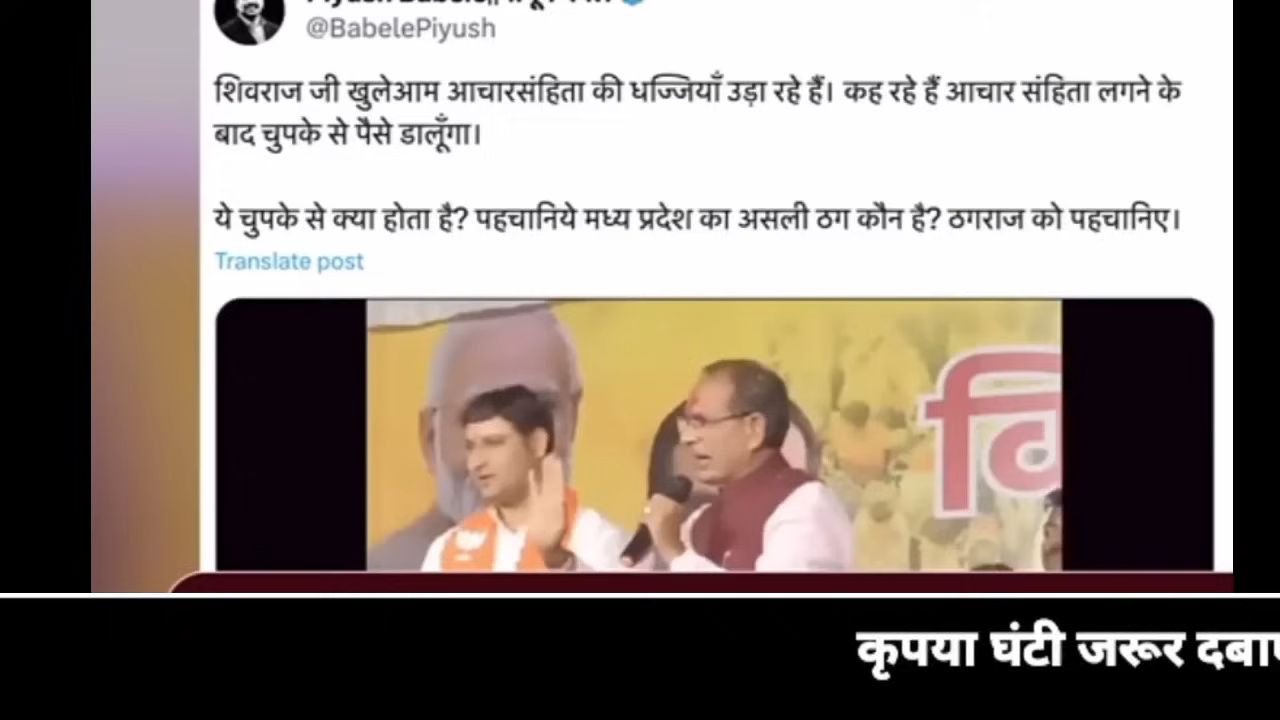 @BabelePiyush
शिवराज जी खुलेआम आचारसंहिता की धज्जियाँ उड़ा रहे हैं। कह रहे हैं आचार संहिता लगने के
बाद चुपके से पैसे डालूँगा।
ये चुपके से क्या होता है? पहचानिये मध्य प्रदेश का असली ठग कौन है? ठगराज को पहचानिए।
Translate post
कृपया घंटी जरूर